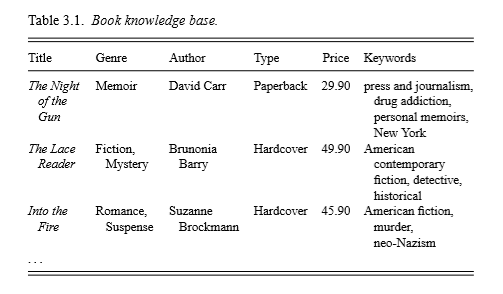 Table 3.1. Book knowledge base.
Title Genre Author Type Price Keywords
The Night Memoir David Carr Paperback 29.90 press and journalism,
of the drug addiction,
Gun personal memoirs,
New York
The Lace Fiction, Brunonia Hardcover 49.90 American
Reader Mystery Barry contemporary
fiction, detective,
historical
Into the Romance, Suzanne Hardcover 45.90 American fiction,
Fire Suspense Brockmann murder,
neo-Nazism
...